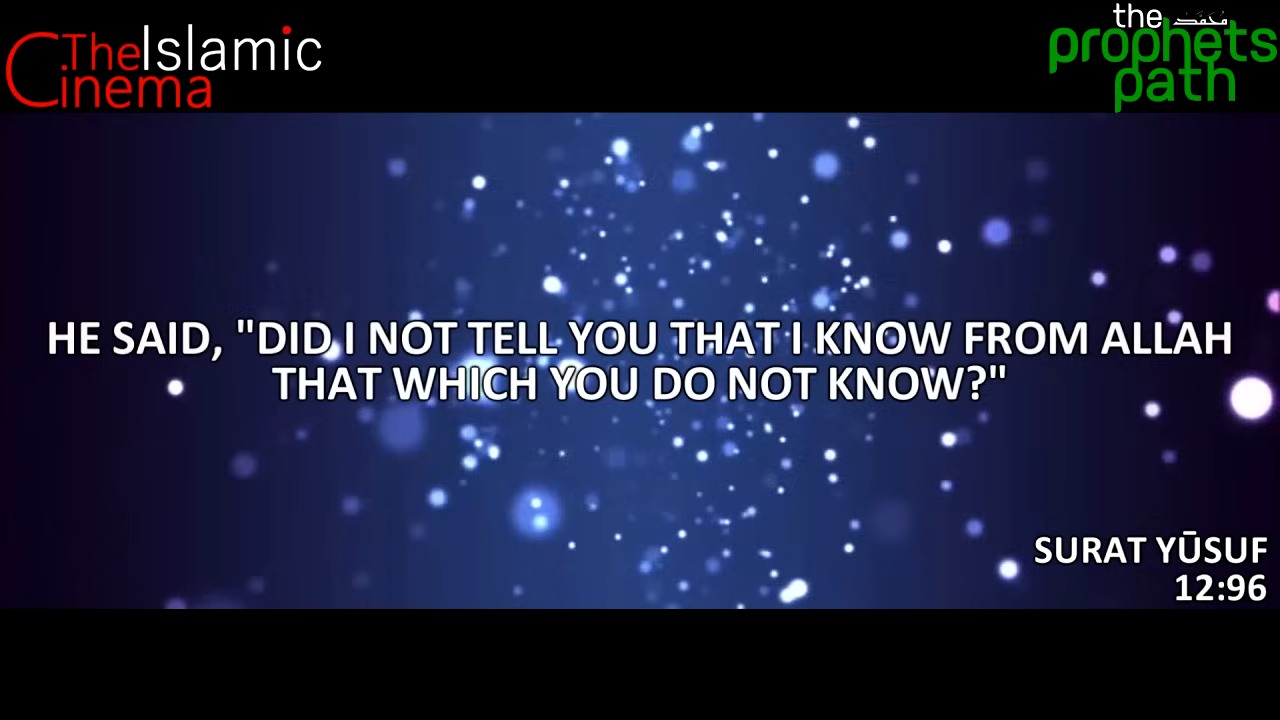 TheIslamic
Cinema
the محمد
prophets
path
HE SAID, "DID I NOT TELL YOU THAT I KNOW FROM ALLAH
THAT WHICH YOU DO NOT KNOW?"
SURAT YŪSUF
12:96